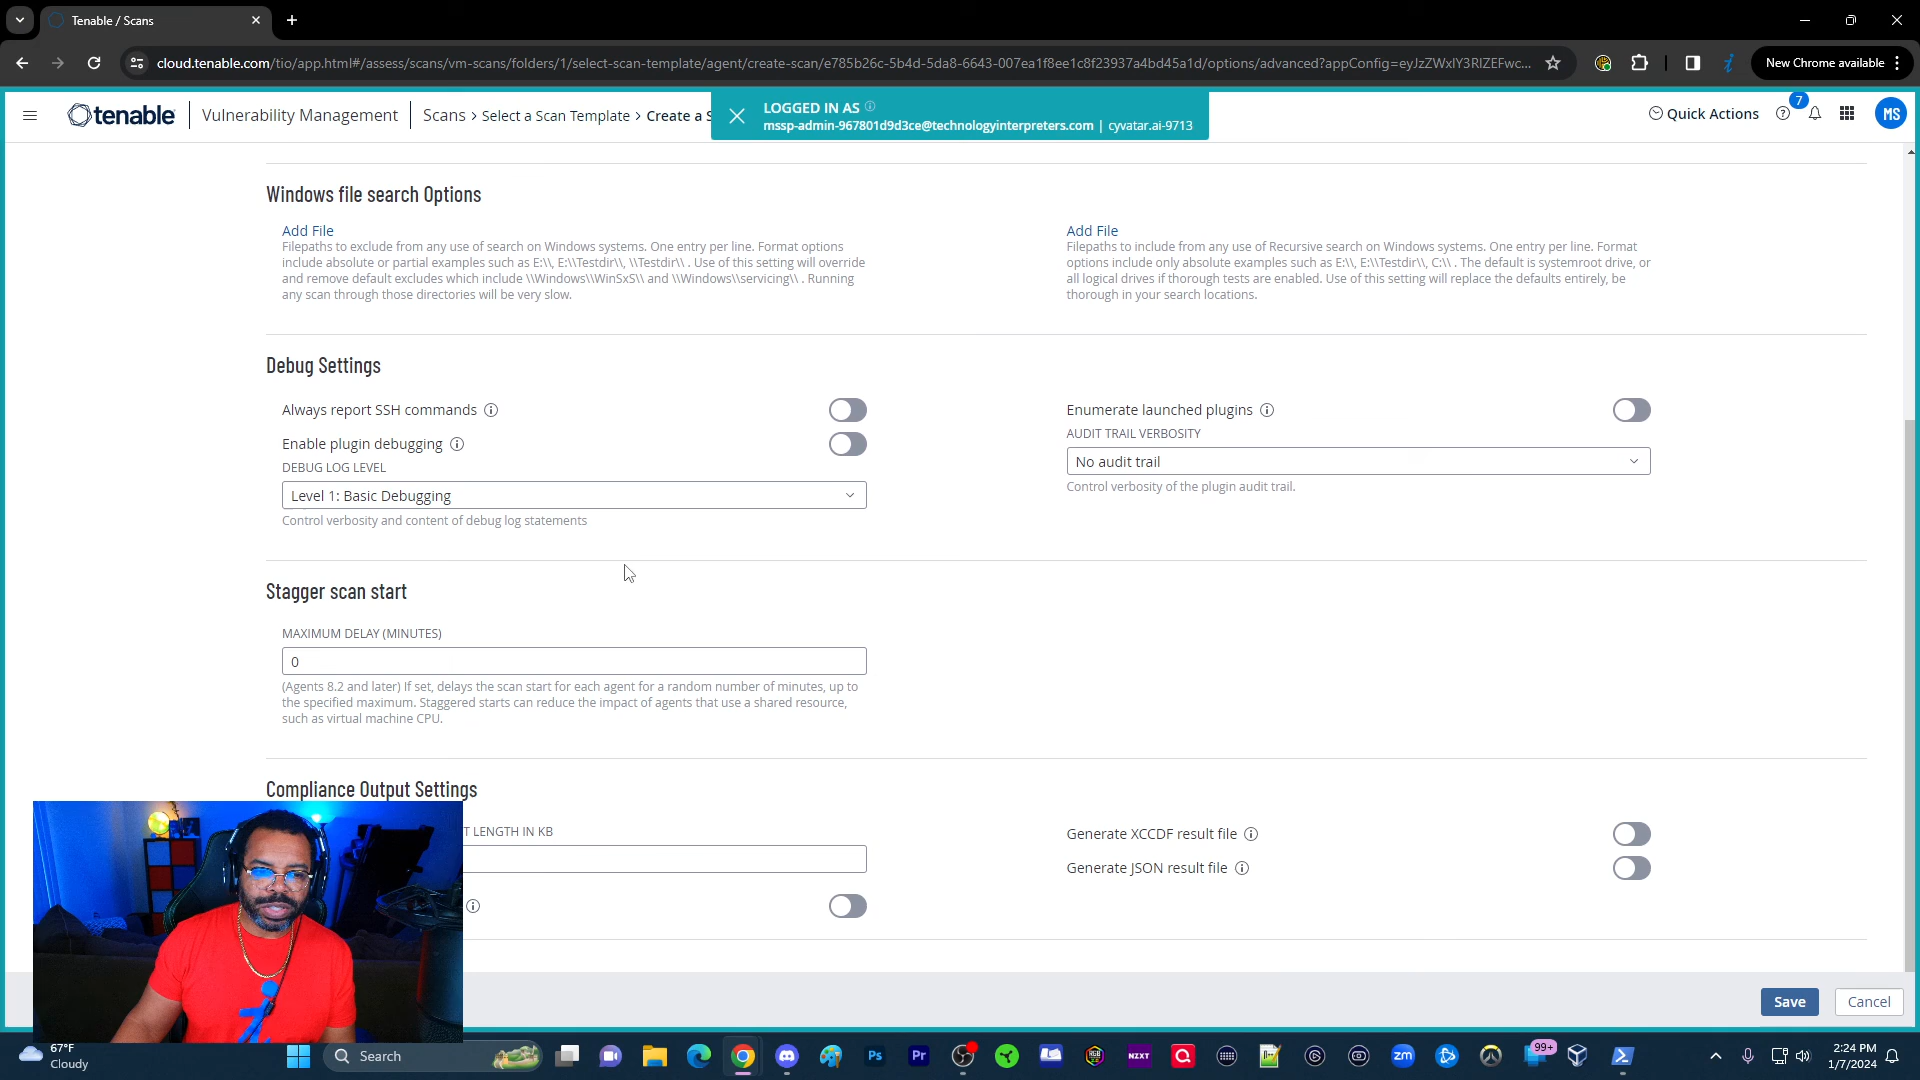 Tenable / Scans
cloud.tenable.com/tio/app.html#/assess/scans/vm-scans/folders/1/select-scan-template/agent/create-scan/e785b26c-5b4d-5da8-6643-007ea1f8ee1c8f23937a4bd45a1d/options/advanced?appConfig=eyJzZWxlY3RlZEFwc...
New Chrome available
tenable
Vulnerability Management
Scans > Select a Scan Template > Create a S
LOGGED IN AS
mssp-admin-967801d9d3ce@technologyinterpreters.com | cyvatar.ai-9713
Quick Actions
7
MS
Windows file search Options
Add File
Filepaths to exclude from any use of search on Windows systems. One entry per line. Format options
include absolute or partial examples such as E:\\, E:\\Testdir\\, \\Testdir\\ . Use of this setting will override
and remove default excludes which include \\Windows\\WinSxS\\ and \\Windows\\servicing\\ . Running
any scan through those directories will be very slow.
Add File
Filepaths to include from any use of Recursive search on Windows systems. One entry per line. Format
options include only absolute examples such as E:\\, E:\\Testdir\\, C:\\ . The default is systemroot drive, or
all logical drives if thorough tests are enabled. Use of this setting will replace the defaults entirely, be
thorough in your search locations.
Debug Settings
Always report SSH commands
Enable plugin debugging
DEBUG LOG LEVEL
Level 1: Basic Debugging
Control verbosity and content of debug log statements
Enumerate launched plugins
AUDIT TRAIL VERBOSITY
No audit trail
Control verbosity of the plugin audit trail.
Stagger scan start
MAXIMUM DELAY (MINUTES)
0
(Agents 8.2 and later) If set, delays the scan start for each agent for a random number of minutes, up to
the specified maximum. Staggered starts can reduce the impact of agents that use a shared resource,
such as virtual machine CPU.
Compliance Output Settings
T LENGTH IN KB
Generate XCCDF result file
Generate JSON result file
Save
Cancel
67°F
Cloudy
Search
Ps
Pr
NZXT
zm
99+
2:24 PM
1/7/2024